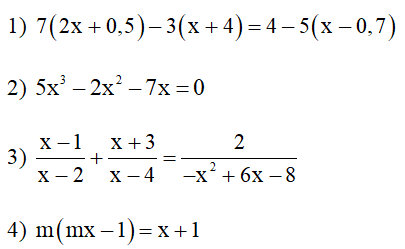 1) 7(2x + 0,5) − 3(x + 4) = 4 − 5(x − 0,7)
2) 5x³ − 2x² − 7x = 0
3) (x − 1)/(x − 2) + (x + 3)/(x − 4) = 2/(−x² + 6x − 8)
4) m(mx − 1) = x + 1